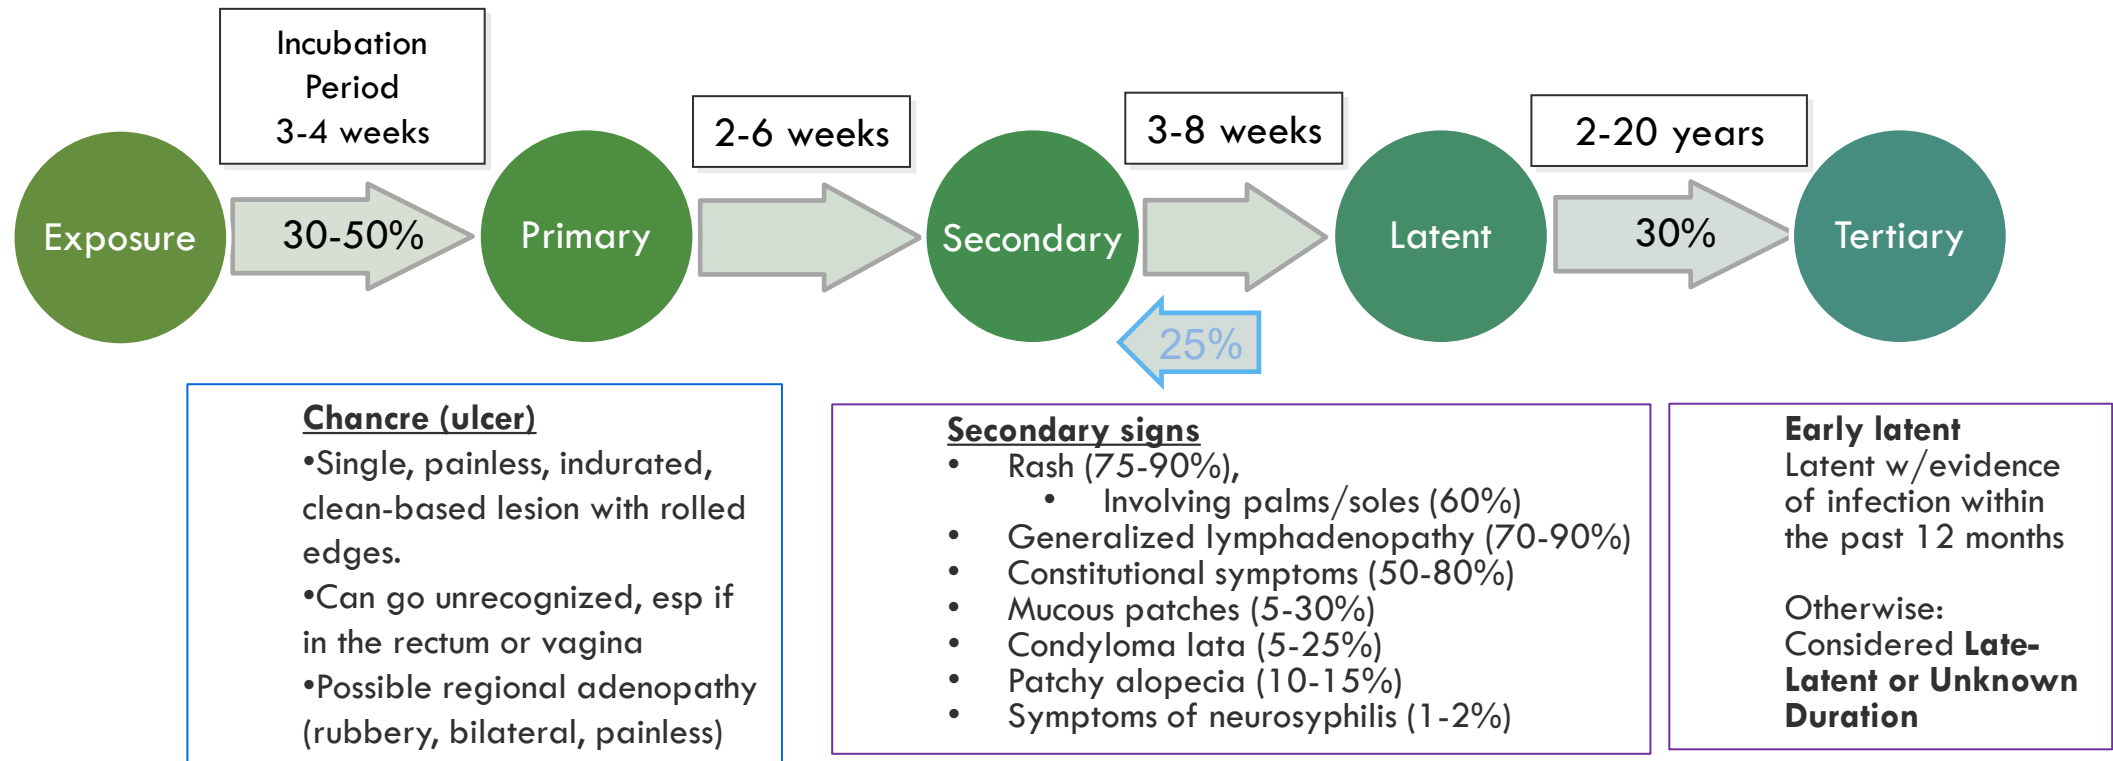 Incubation
Period
3-4 weeks
2-6 weeks
3-8 weeks
2-20 years
Exposure
30-50%
Primary
Secondary
Latent
30%
Tertiary
25%
Chancre (ulcer)
•Single, painless, indurated,
clean-based lesion with rolled
edges.
•Can go unrecognized, esp if
in the rectum or vagina
•Possible regional adenopathy
(rubbery, bilateral, painless)
Secondary signs
• Rash (75-90%),
• Involving palms/soles (60%)
• Generalized lymphadenopathy (70-90%)
• Constitutional symptoms (50-80%)
• Mucous patches (5-30%)
• Condyloma lata (5-25%)
• Patchy alopecia (10-15%)
• Symptoms of neurosyphilis (1-2%)
Early latent
Latent w/evidence
of infection within
the past 12 months
Otherwise:
Considered Late-
Latent or Unknown
Duration